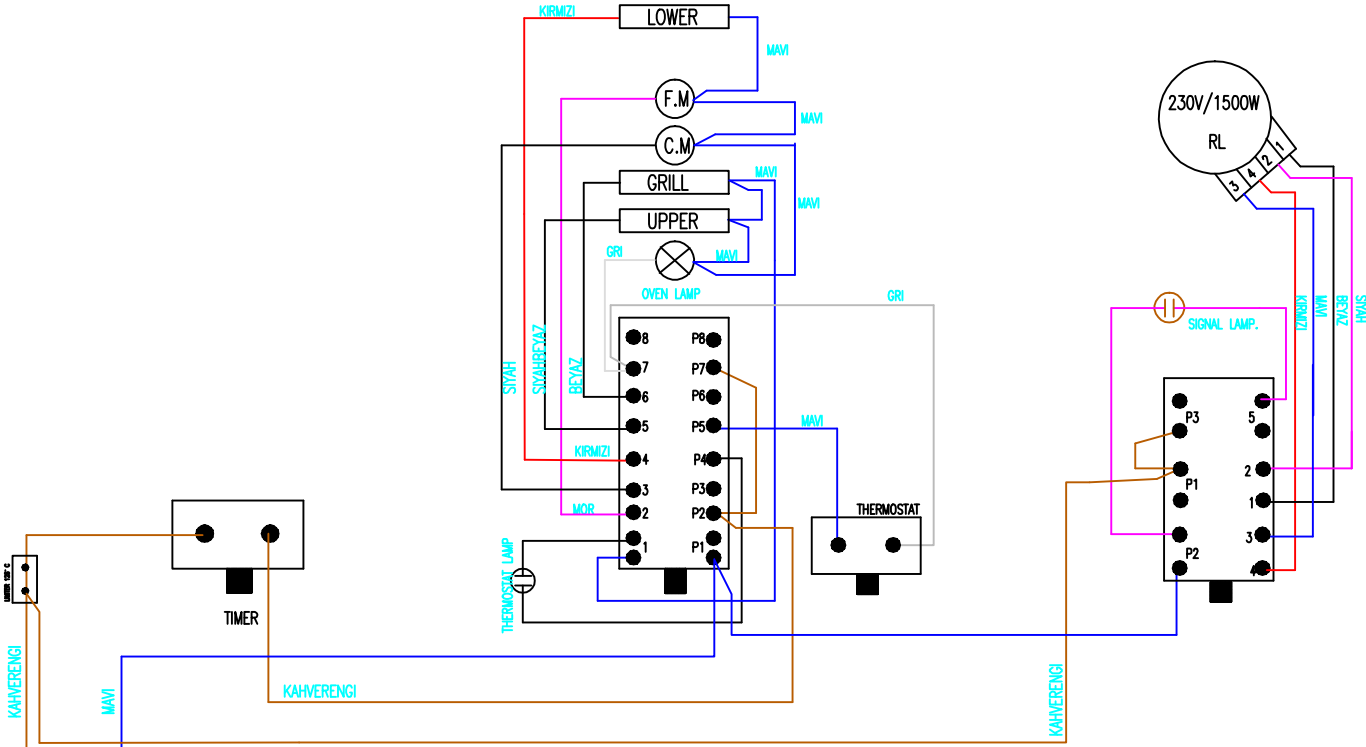 KIRMIZI
LOWER
MAVI
F.M
MAVI
C.M
MAVI
GRILL
MAVI
UPPER
GRI
MAVI
OVEN LAMP
GRI
SIYAH
SIYAHBEYAZ
BEYAZ
8
P8
7
P7
6
P6
5
P5
MAVI
KIRMIZI
4
P4
3
P3
MOR
2
P2
1
P1
THERMOSTAT LAMP
THERMOSTAT
TIMER
KAHVERENGI
MAVI
KAHVERENGI
KAHVERENGI
230V/1500W
RL
1
2
4
3
SIGNAL LAMP.
KIRMIZI
MAVI
BEYAZ
SIYAH
P3
5
2
P1
1
3
P2
4